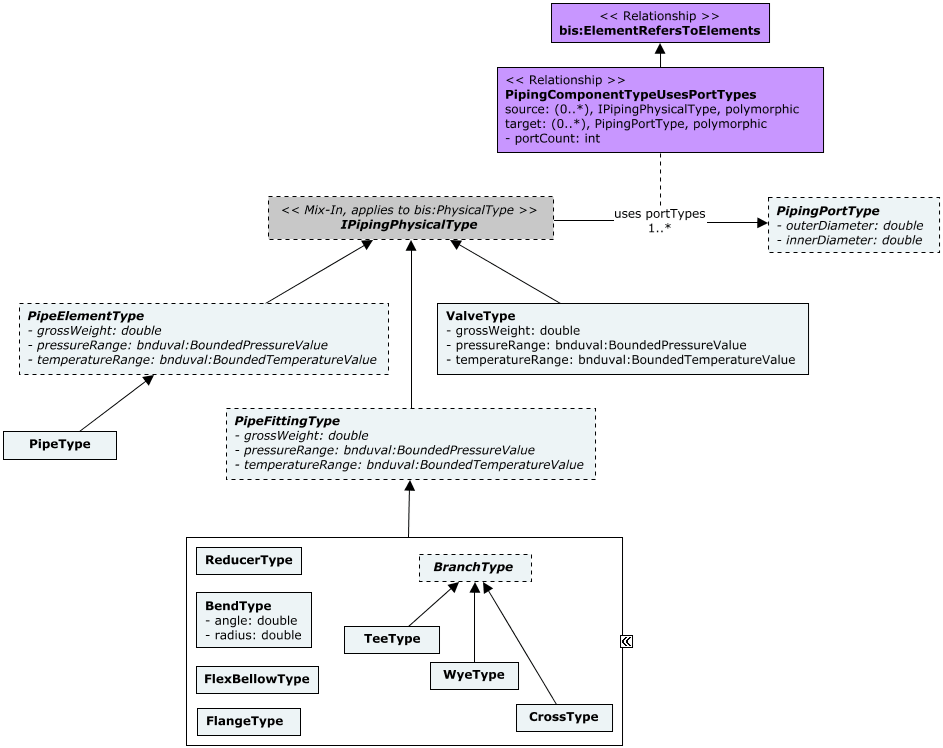 << Relationship >>
bis:ElementRefersToElements
<< Relationship >>
PipingComponentTypeUsesPortTypes
source: (0..*), IPipingPhysicalType, polymorphic
target: (0..*), PipingPortType, polymorphic
- portCount: int
<< Mix-In, applies to bis:PhysicalType >>
IPipingPhysicalType
uses portTypes
1..*
PipingPortType
- outerDiameter: double
- innerDiameter: double
PipeElementType
- grossWeight: double
- pressureRange: bnduval:BoundedPressureValue
- temperatureRange: bnduval:BoundedTemperatureValue
ValveType
- grossWeight: double
- pressureRange: bnduval:BoundedPressureValue
- temperatureRange: bnduval:BoundedTemperatureValue
PipeType
PipeFittingType
- grossWeight: double
- pressureRange: bnduval:BoundedPressureValue
- temperatureRange: bnduval:BoundedTemperatureValue
ReducerType
BranchType
BendType
- angle: double
- radius: double
TeeType
FlexBellowType
WyeType
FlangeType
CrossType